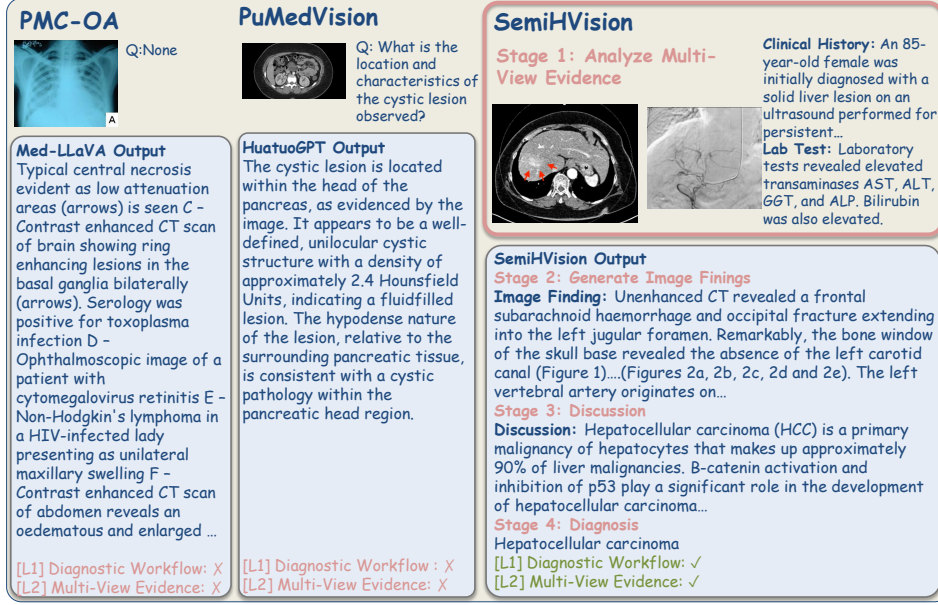 PMC-OA
Q:None
A
Med-LLaVA Output
Typical central necrosis
evident as low attenuation
areas (arrows) is seen C –
Contrast enhanced CT scan
of brain showing ring
enhancing lesions in the
basal ganglia bilaterally
(arrows). Serology was
positive for toxoplasma
infection D –
Ophthalmoscopic image of a
patient with
cytomegalovirus retinitis E –
Non-Hodgkin's lymphoma in
a HIV-infected lady
presenting as unilateral
maxillary swelling F –
Contrast enhanced CT scan
of abdomen reveals an
oedematous and enlarged …
[L1] Diagnostic Workflow: ✗
[L2] Multi-View Evidence: ✗
PuMedVision
Q: What is the
location and
characteristics of
the cystic lesion
observed?
HuatuoGPT Output
The cystic lesion is located
within the head of the
pancreas, as evidenced by the
image. It appears to be a well-
defined, unilocular cystic
structure with a density of
approximately 2.4 Hounsfield
Units, indicating a fluidfilled
lesion. The hypodense nature
of the lesion, relative to the
surrounding pancreatic tissue,
is consistent with a cystic
pathology within the
pancreatic head region.
[L1] Diagnostic Workflow : ✗
[L2] Multi-View Evidence: ✗
SemiHVision
Stage 1: Analyze Multi-
View Evidence
Clinical History: An 85-
year-old female was
initially diagnosed with a
solid liver lesion on an
ultrasound performed for
persistent…
Lab Test: Laboratory
tests revealed elevated
transaminases AST, ALT,
GGT, and ALP. Bilirubin
was also elevated.
SemiHVision Output
Stage 2: Generate Image Finings
Image Finding: Unenhanced CT revealed a frontal
subarachnoid haemorrhage and occipital fracture extending
into the left jugular foramen. Remarkably, the bone window
of the skull base revealed the absence of the left carotid
canal (Figure 1)….(Figures 2a, 2b, 2c, 2d and 2e). The left
vertebral artery originates on…
Stage 3: Discussion
Discussion: Hepatocellular carcinoma (HCC) is a primary
malignancy of hepatocytes that makes up approximately
90% of liver malignancies. B-catenin activation and
inhibition of p53 play a significant role in the development
of hepatocellular carcinoma…
Stage 4: Diagnosis
Hepatocellular carcinoma
[L1] Diagnostic Workflow: ✓
[L2] Multi-View Evidence: ✓